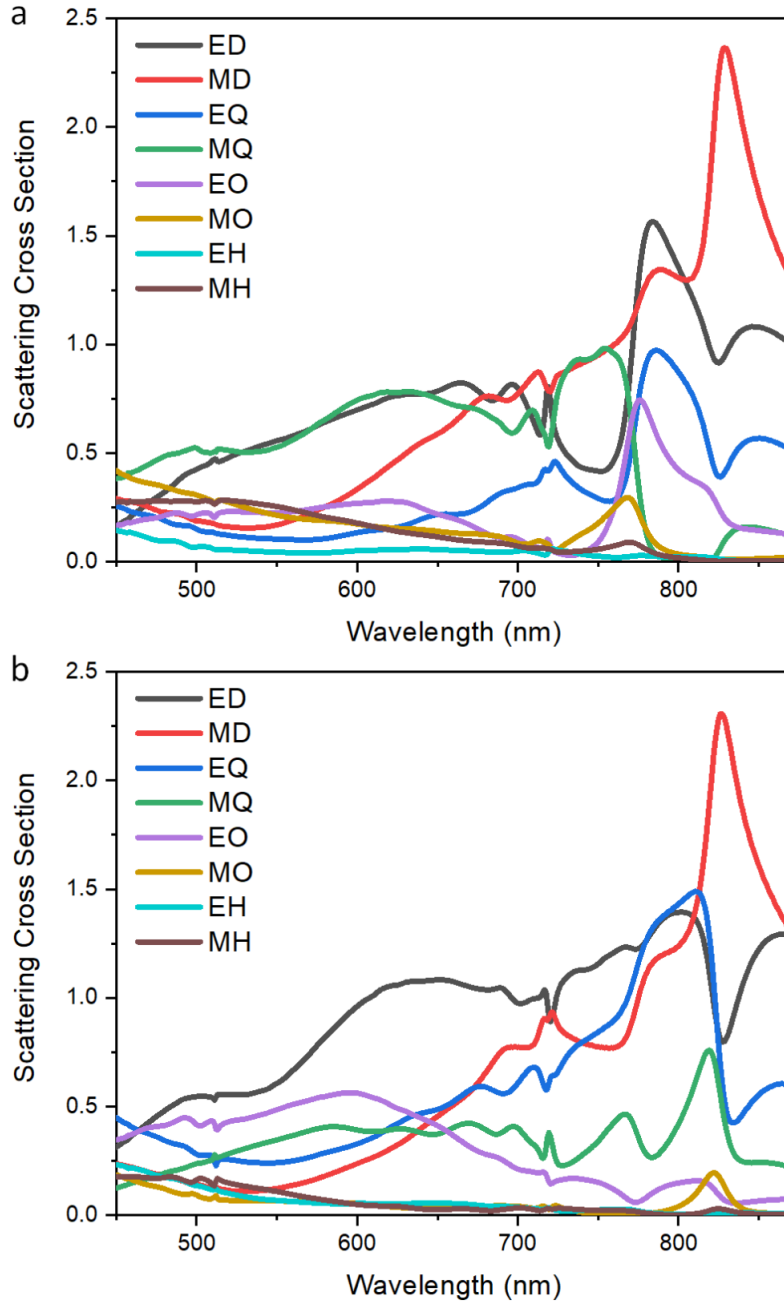 a
Scattering Cross Section
2.5
2.0
1.5
1.0
0.5
0.0
ED
MD
EQ
MQ
EO
MO
EH
MH
500
600
700
800
Wavelength (nm)
b
Scattering Cross Section
2.5
2.0
1.5
1.0
0.5
0.0
ED
MD
EQ
MQ
EO
MO
EH
MH
500
600
700
800
Wavelength (nm)